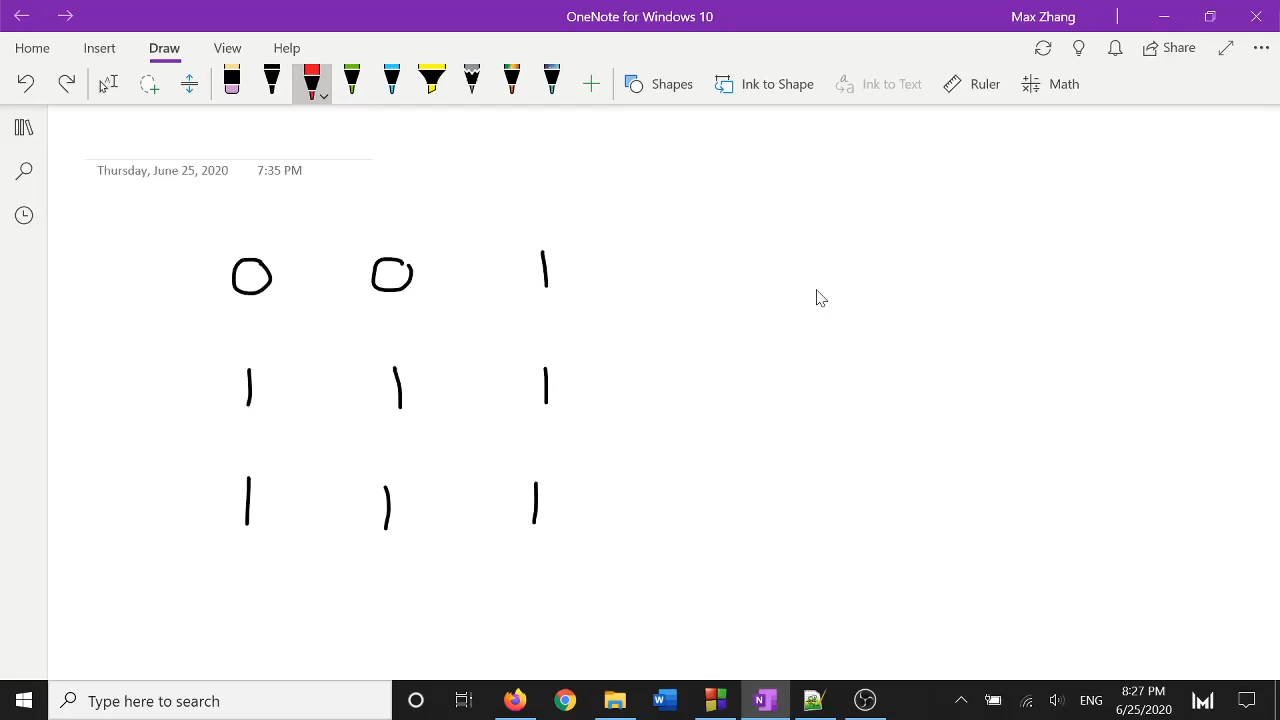 OneNote for Windows 10
Max Zhang
Home Insert Draw View Help
Share
Shapes Ink to Shape Ink to Text Ruler Math
Thursday, June 25, 2020 7:35 PM
0 0 1
1 1 1
1 1 1
Type here to search
ENG
8:27 PM
6/25/2020